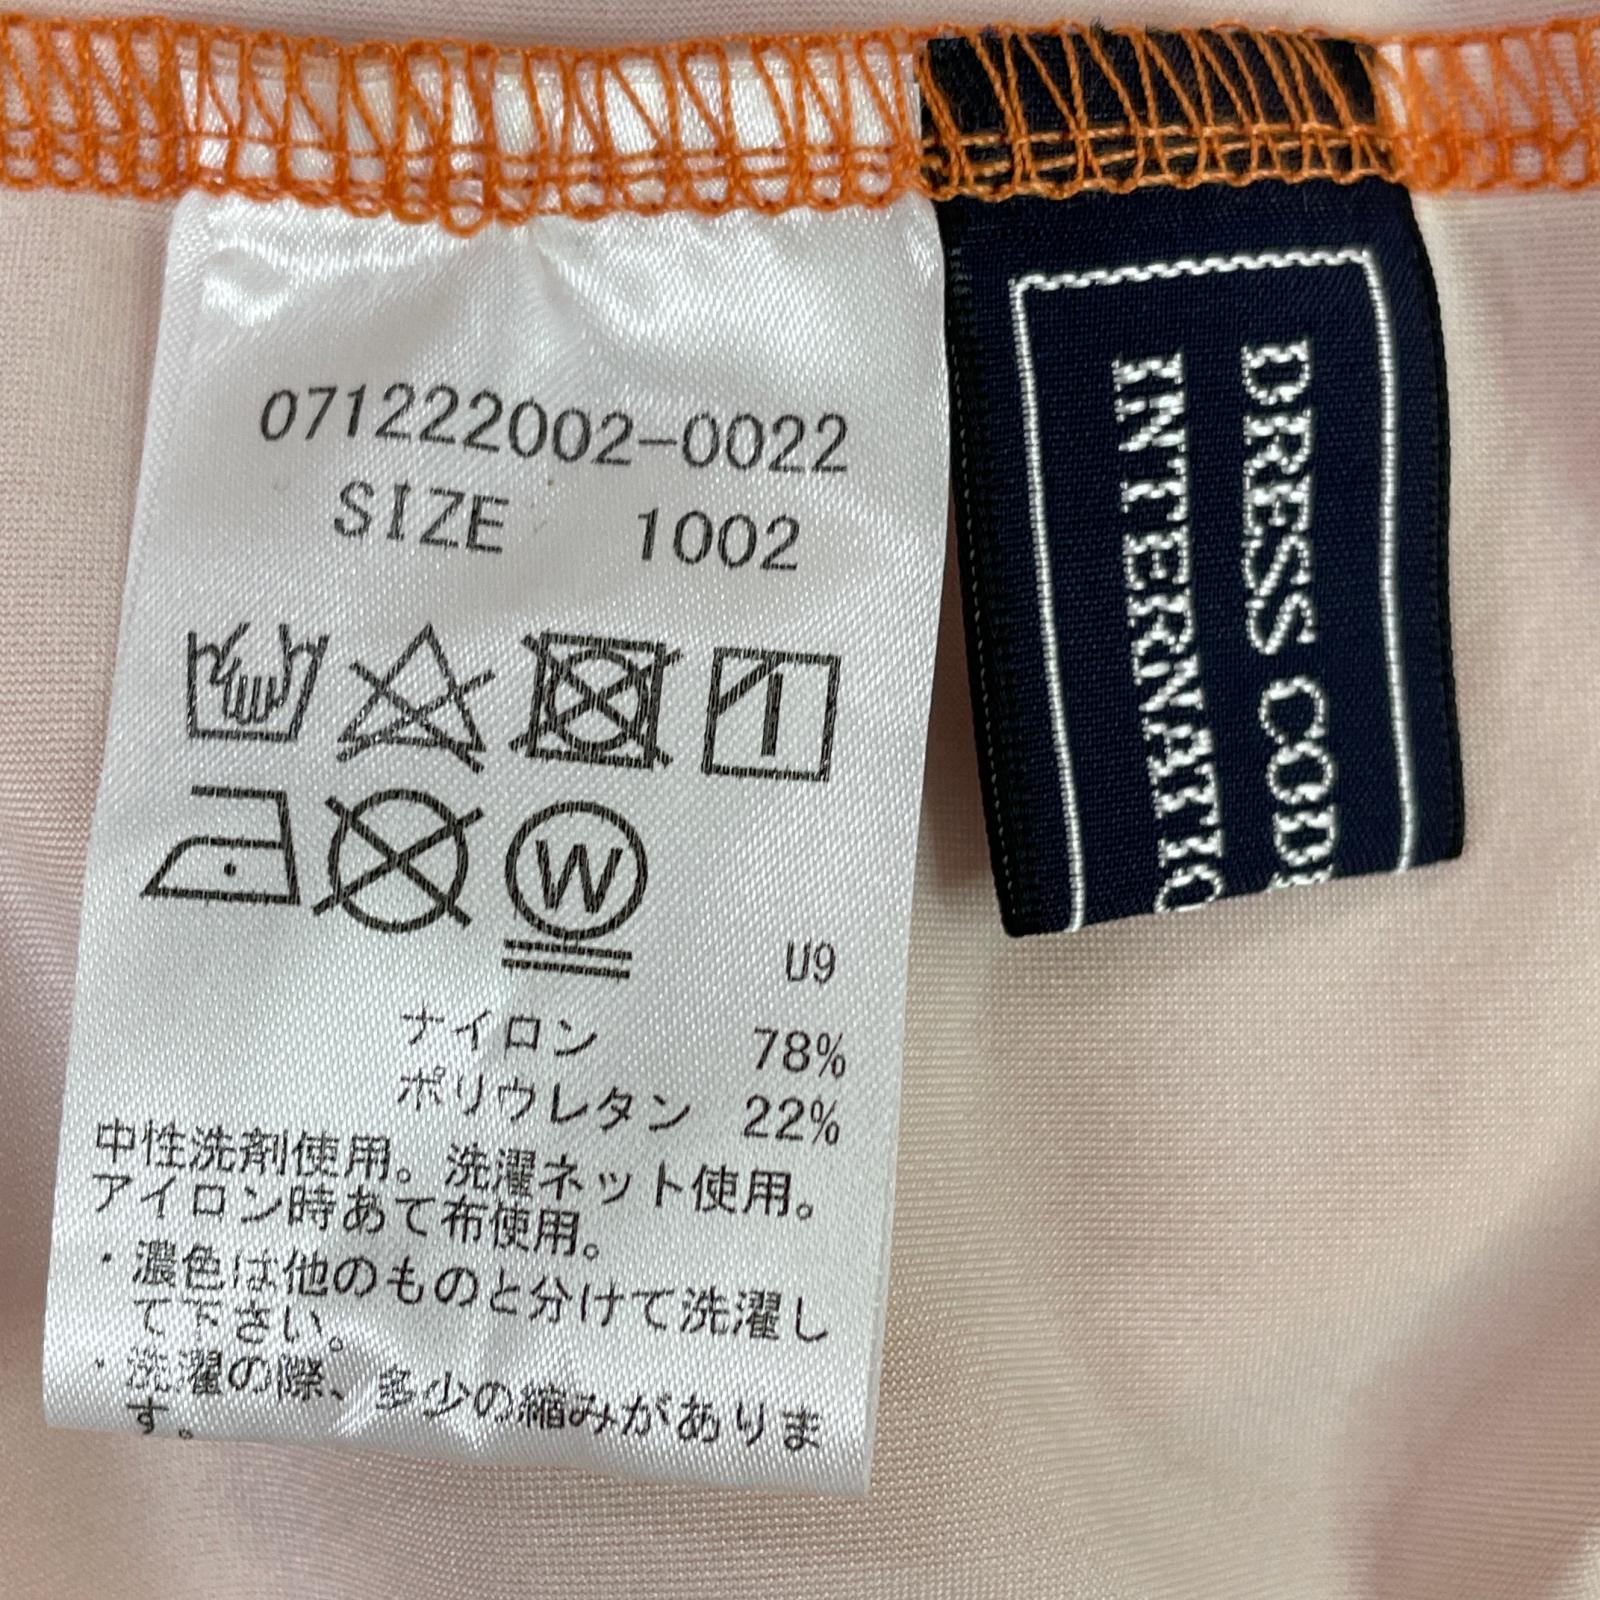 071222002-0022
SIZE 1002
W
U9
ナイロン 78%
ポリウレタン 22%
中性洗剤使用。洗濯ネット使用。
アイロン時あて布使用。
・濃色は他のものと分けて洗濯し
て下さい。
・洗濯の際、多少の縮みがありま
す。
DRESS CODE
INTERNATIO